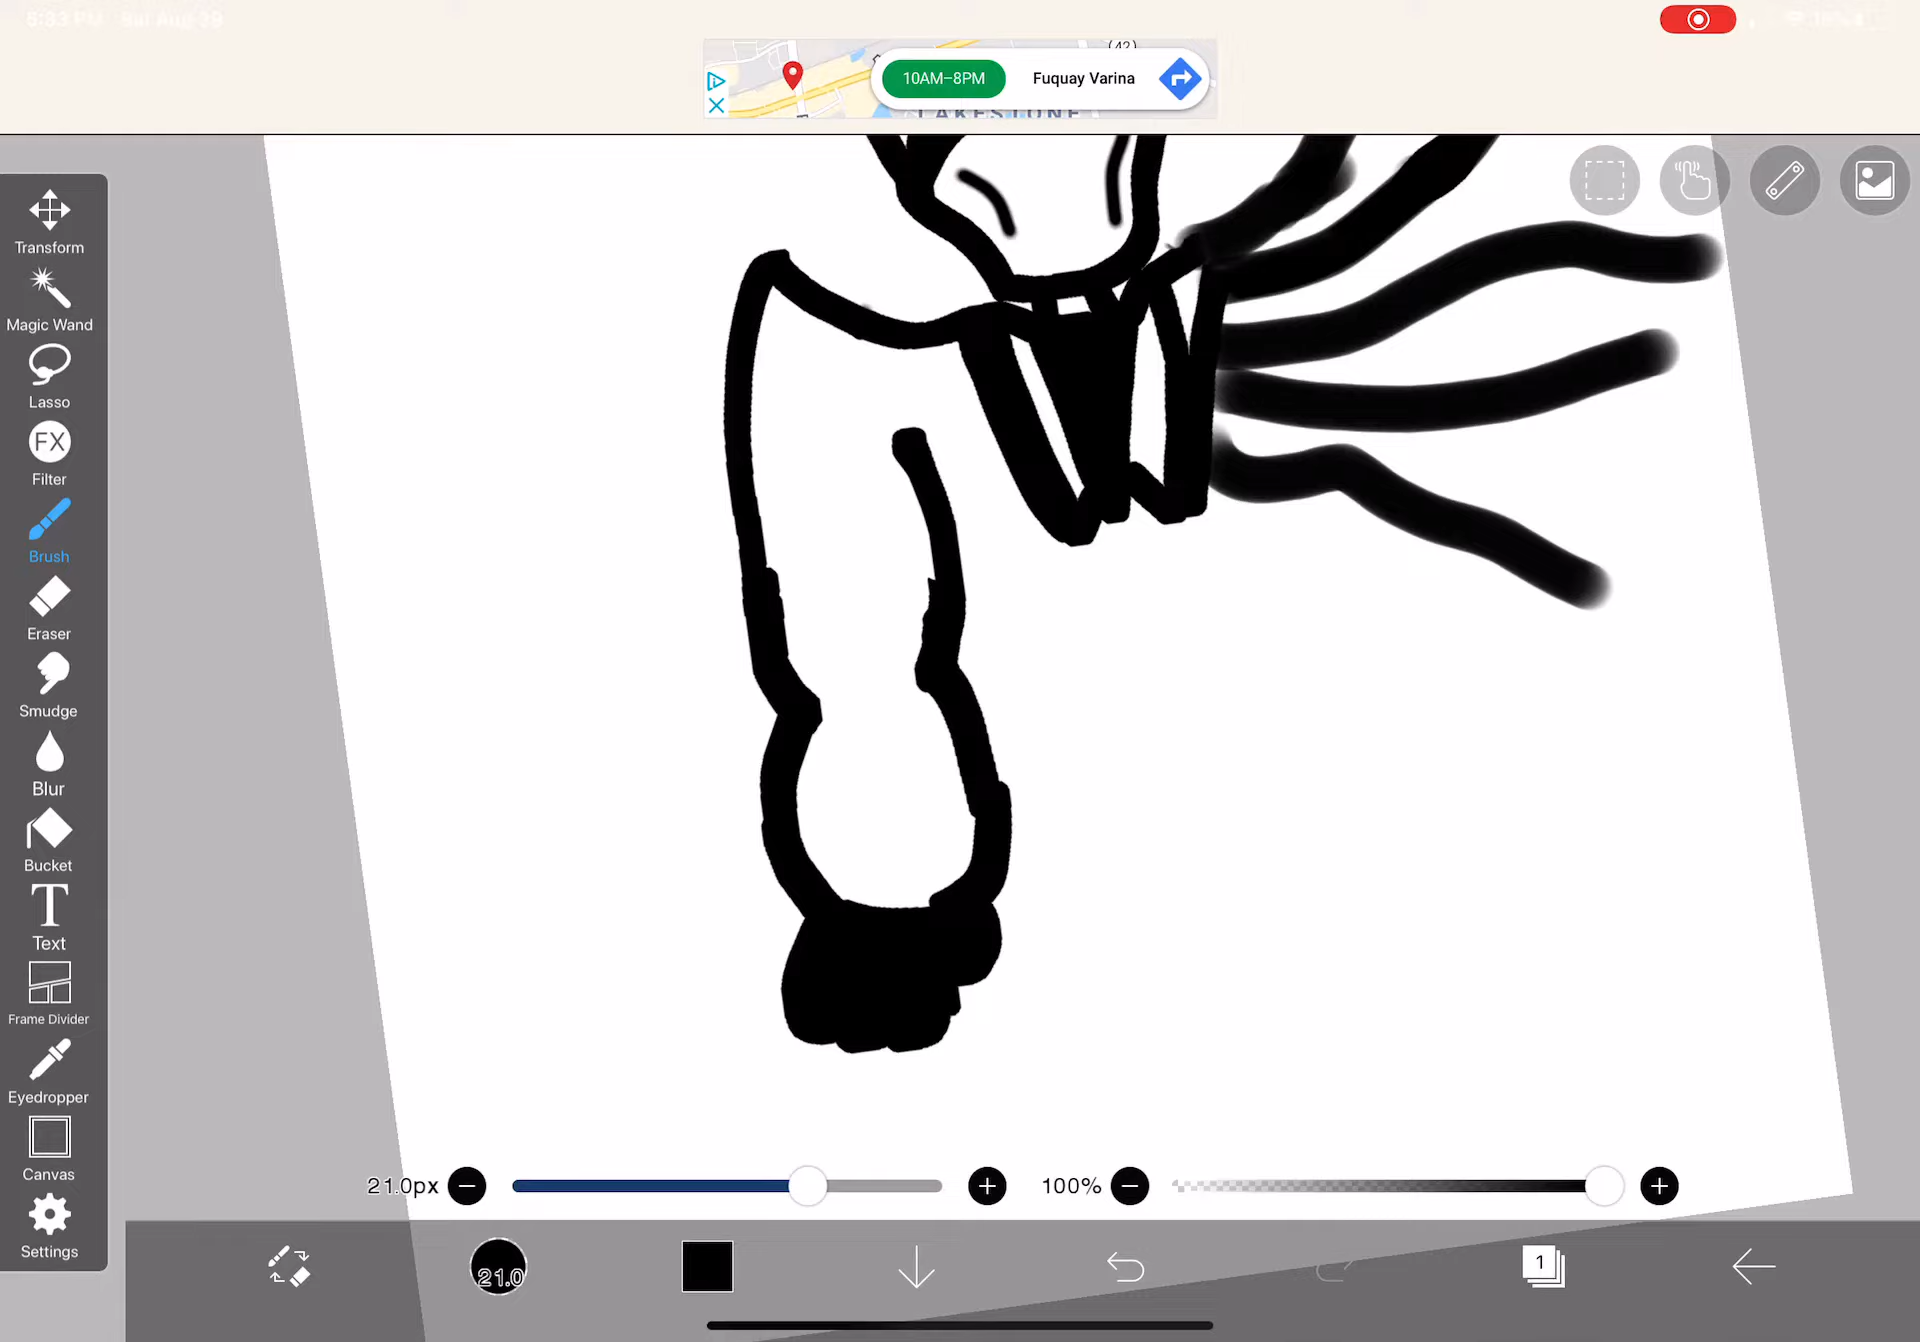 5:33 PM Sat Aug 29
(42)
10AM–8PM
Fuquay Varina
LAKESTONE
Transform
Magic Wand
Lasso
FX
Filter
Brush
Eraser
Smudge
Blur
Bucket
T
Text
Frame Divider
Eyedropper
Canvas
Settings
21.0px
100%
21.0
1